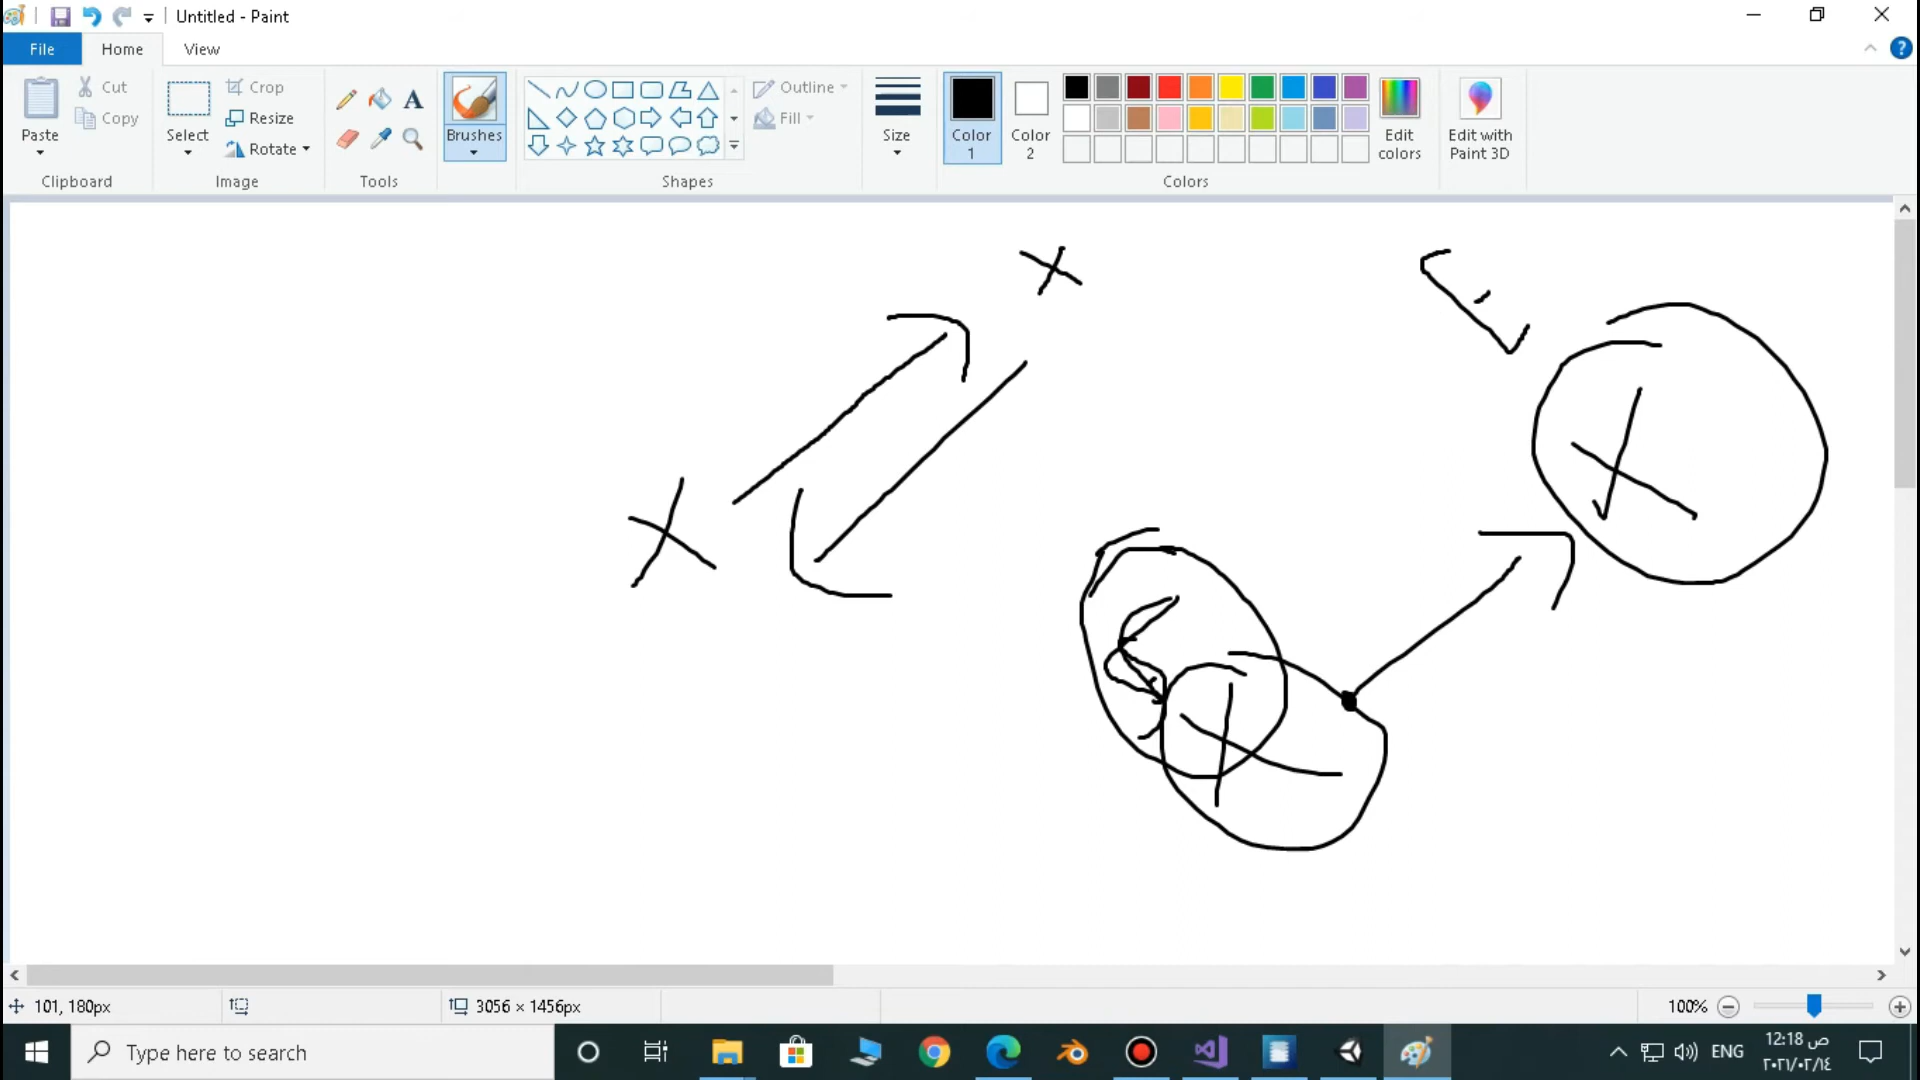 Untitled - Paint
File Home View
Paste Cut Copy Clipboard
Select Crop Resize Rotate Image
Tools
A
Brushes
Outline Fill Shapes
Size
Color 1
Color 2
Edit colors
Colors
Edit with Paint 3D
X
X
X
X
101, 180px
3056 × 1456px
100%
Type here to search
ENG
12:18 ص
٢٠٢١/٠٢/١٤